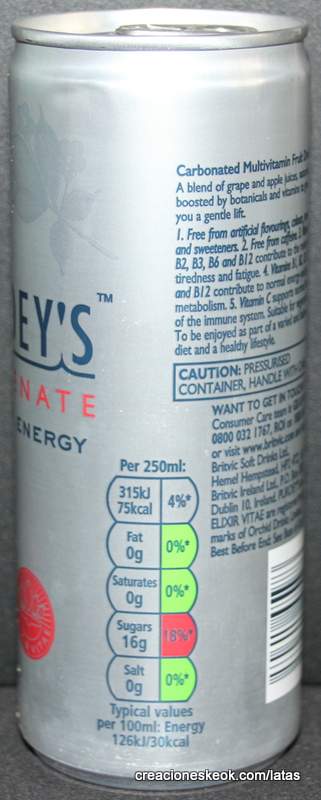 Carbonated Multivitamin Fruit
A blend of grape and apple juices,
boosted by botanicals and vitamins to
you a gentle lift.
1. Free from artificial flavourings,
and sweeteners. 2. Free from caffeine.
B2, B3, B6 and B12 contribute to the
tiredness and fatigue. 4. Vitamins
and B12 contribute to normal energy
metabolism. 5. Vitamin C supports
of the immune system. Suitable for
To be enjoyed as part of a varied
diet and a healthy lifestyle.
EY'S™
NATE
ENERGY
CAUTION: PRESSURISED
CONTAINER, HANDLE WITH
WANT TO GET IN
Consumer Care team
0800 032 1767, ROI
or visit www.britvic
Britvic Soft Drinks Ltd,
Hemel Hempstead,
Britvic Ireland Ltd.,
Dublin 10, Ireland.
ELIXIR VITAE are
marks of Orchid
Best Before End: See
Per 250ml:
315kJ
75kcal 4%*
Fat
0g 0%*
Saturates
0g 0%*
Sugars
16g 18%*
Salt
0g 0%*
Typical values
per 100ml: Energy
126kJ/30kcal
creacioneskeok.com/latas